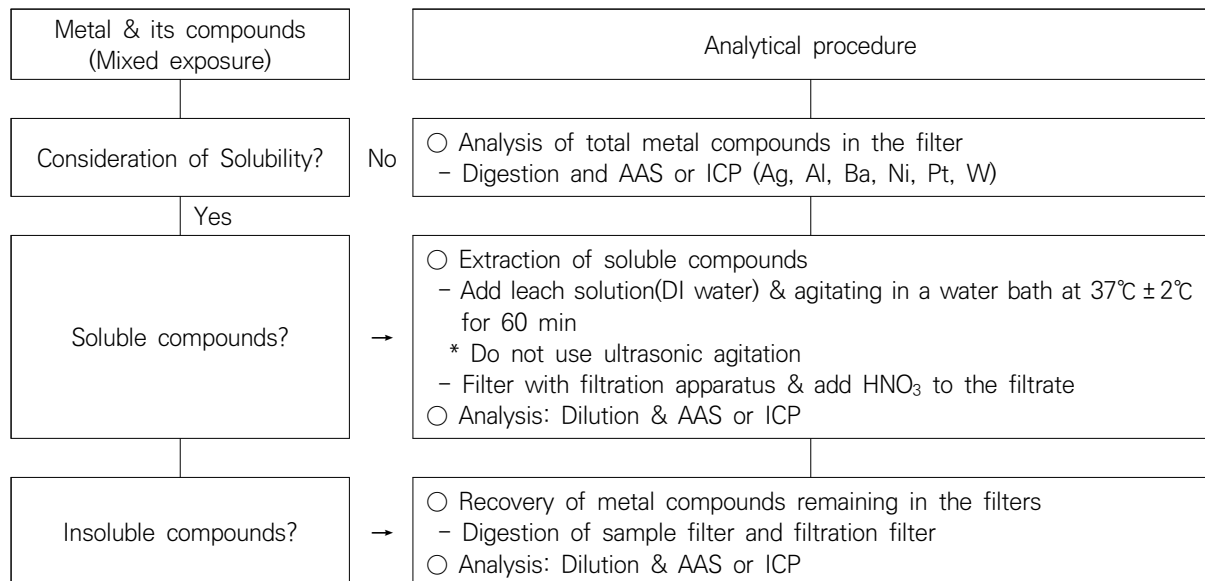 Metal & its compounds
(Mixed exposure)
Analytical procedure
Consideration of Solubility?
No
○ Analysis of total metal compounds in the filter
- Digestion and AAS or ICP (Ag, Al, Ba, Ni, Pt, W)
Yes
Soluble compounds?
→
○ Extraction of soluble compounds
- Add leach solution(DI water) & agitating in a water bath at 37℃ ± 2℃
for 60 min
* Do not use ultrasonic agitation
- Filter with filtration apparatus & add HNO₃ to the filtrate
○ Analysis: Dilution & AAS or ICP
Insoluble compounds?
→
○ Recovery of metal compounds remaining in the filters
- Digestion of sample filter and filtration filter
○ Analysis: Dilution & AAS or ICP